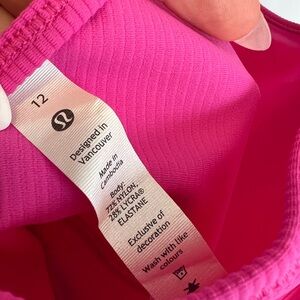 12
Designed in
Vancouver
Made in
Cambodia
Body:
72% NYLON,
28% LYCRA®
ELASTANE
Exclusive of
decoration
Wash with like
colours